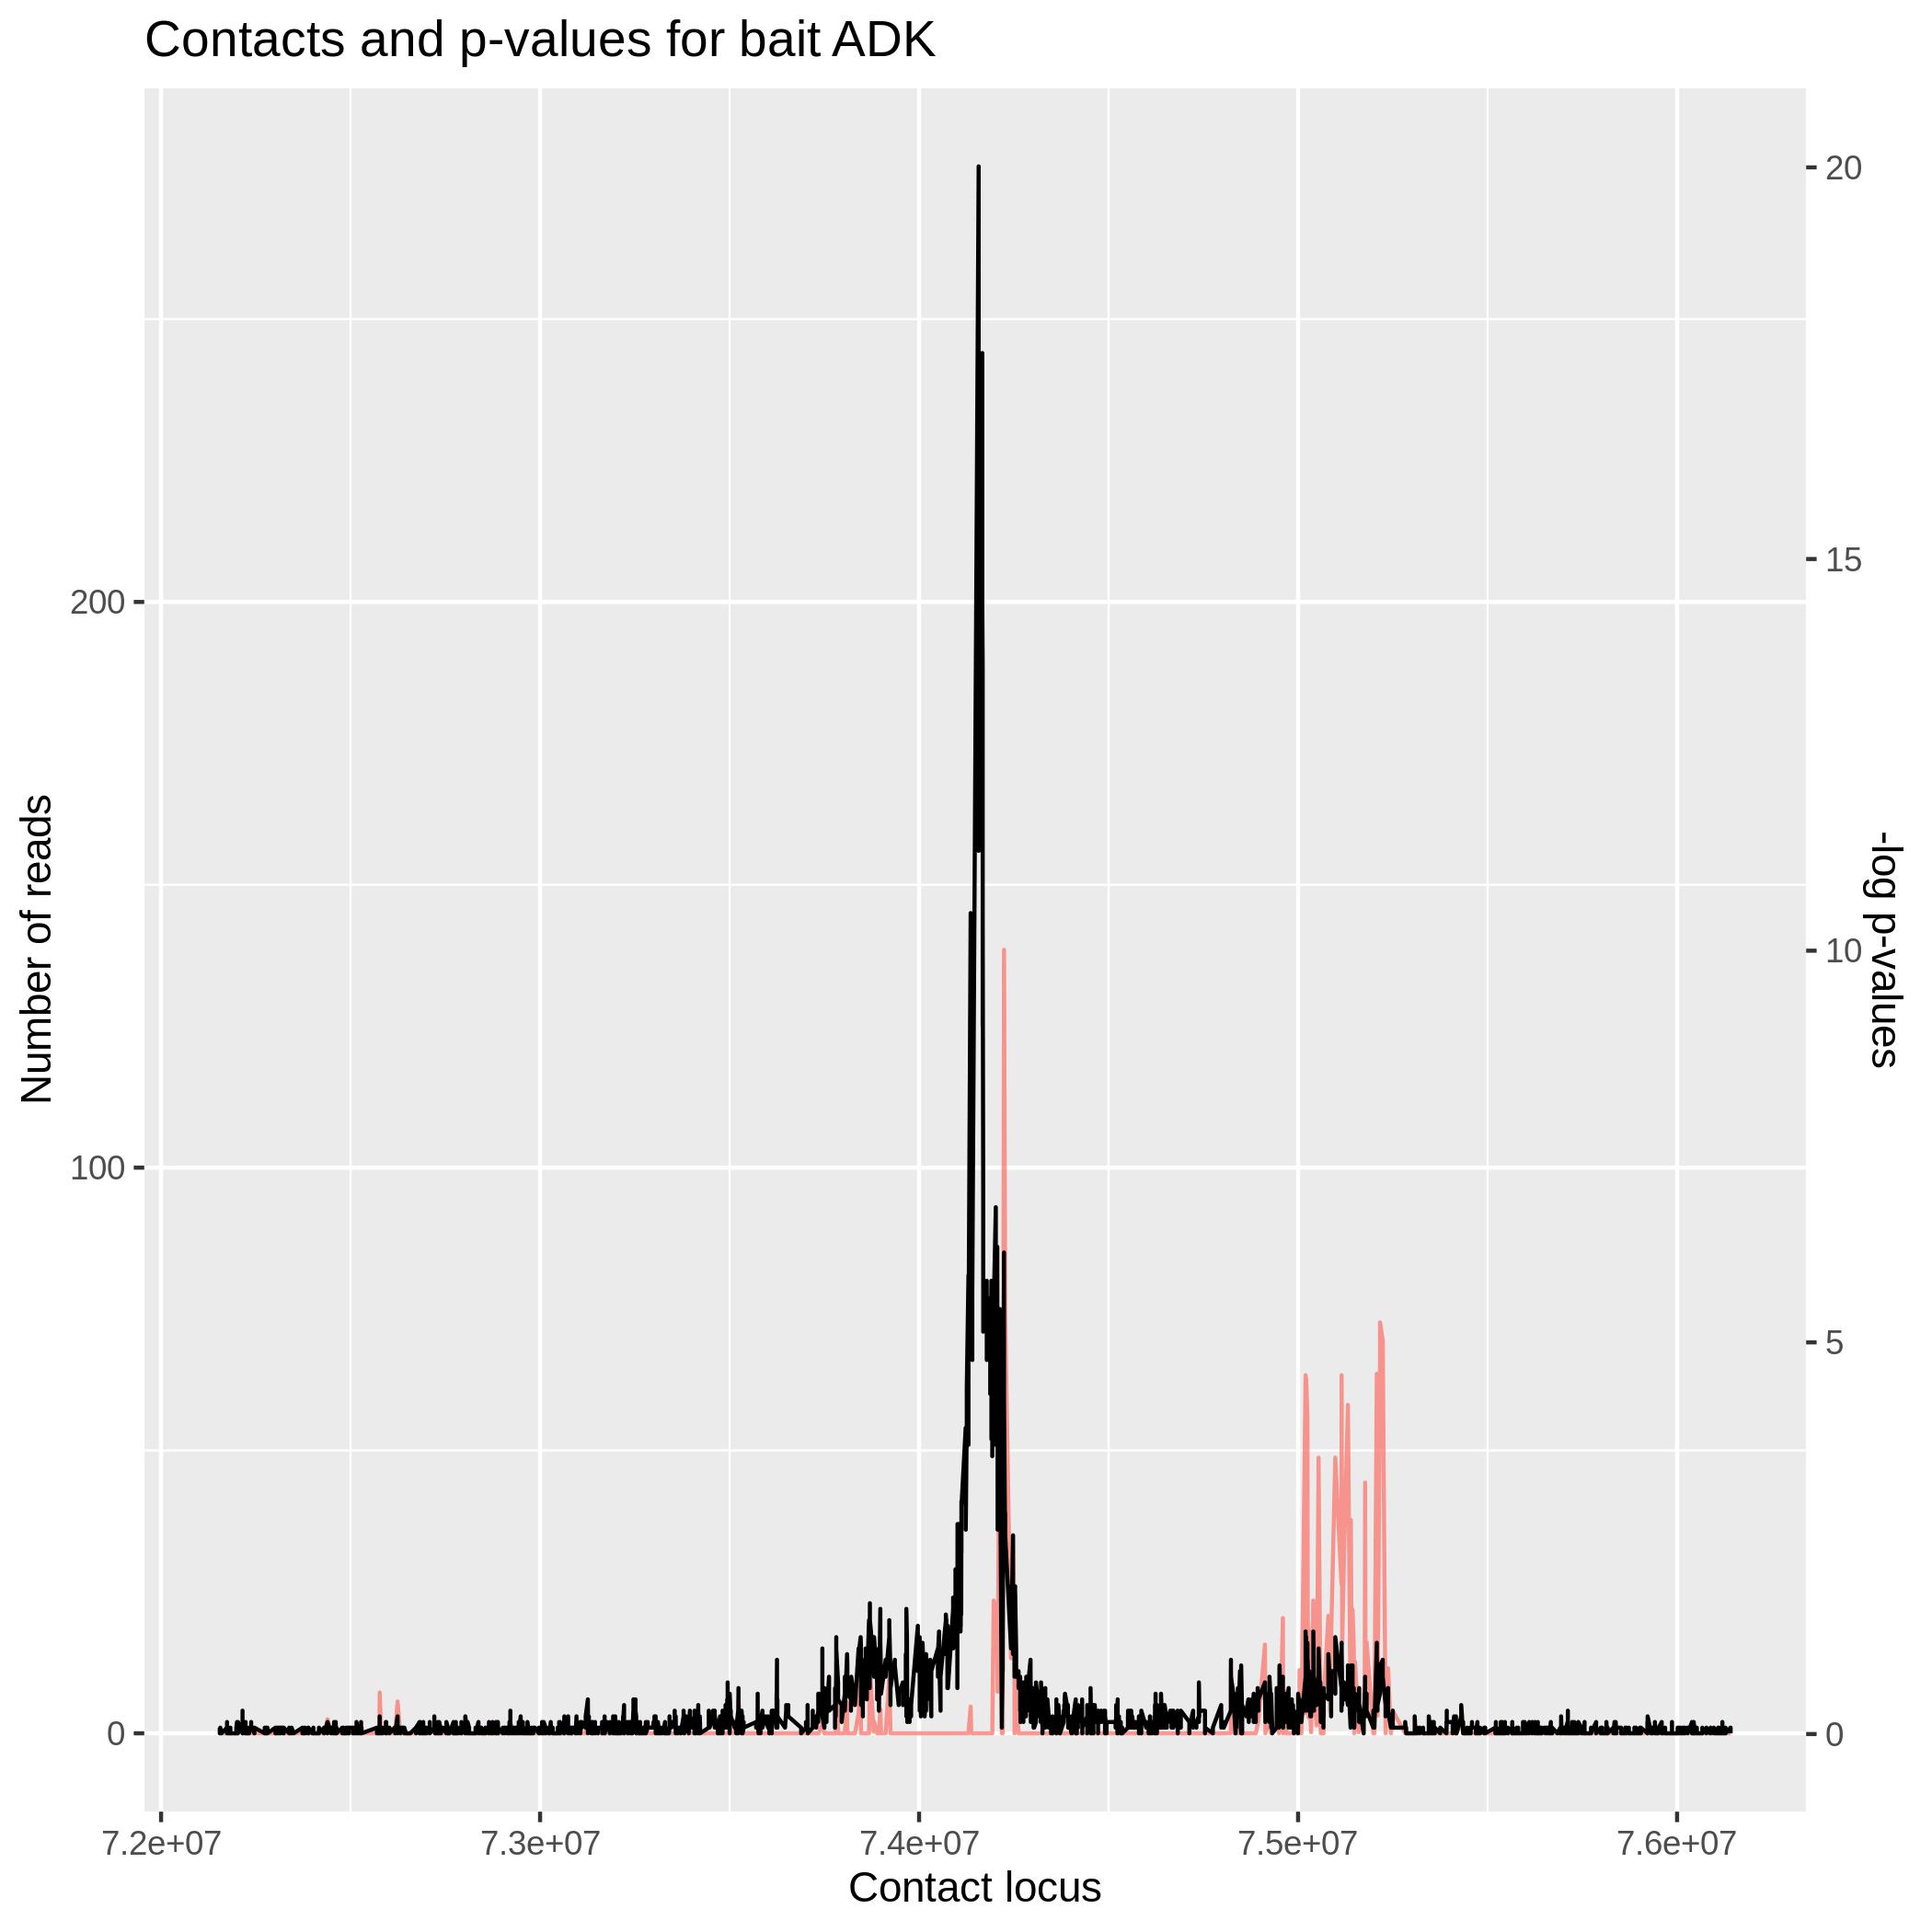 Contacts and p-values for bait ADK
Number of reads
200
100
0
20
15
10
5
0
-log p-values
7.2e+07
7.3e+07
7.4e+07
7.5e+07
7.6e+07
Contact locus